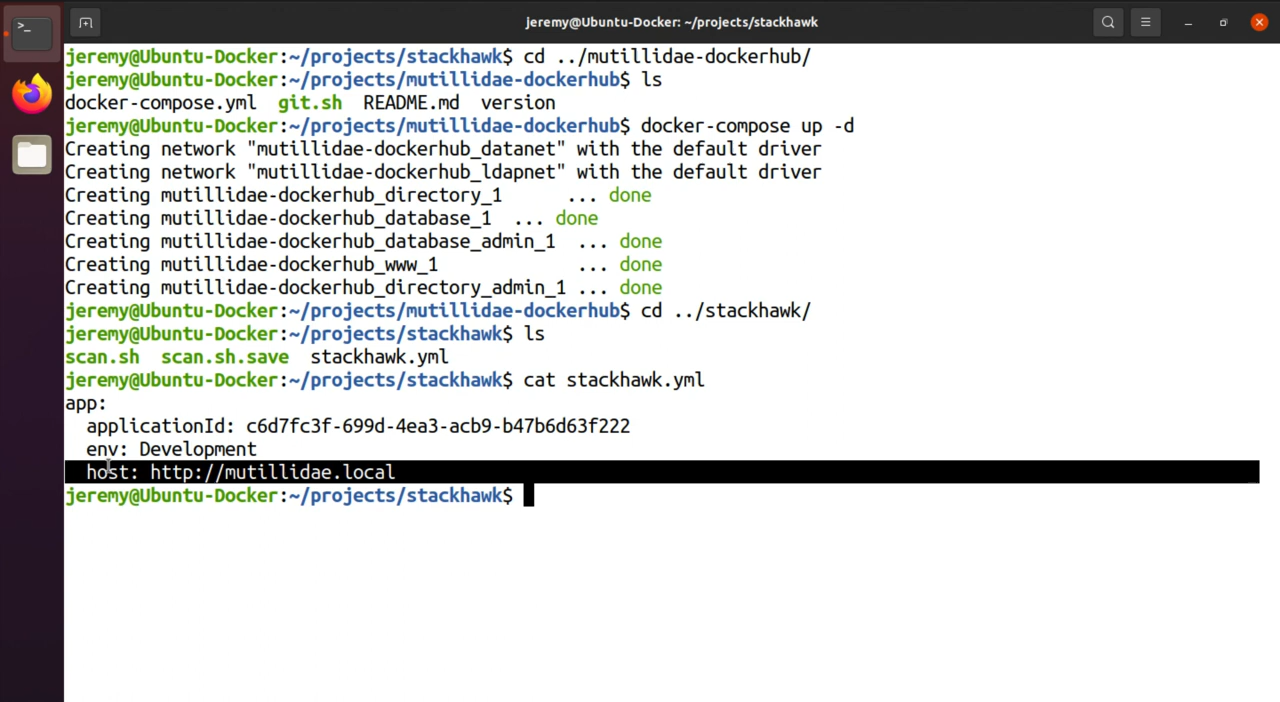 jeremy@Ubuntu-Docker: ~/projects/stackhawk
jeremy@Ubuntu-Docker:~/projects/stackhawk$ cd ../mutillidae-dockerhub/
jeremy@Ubuntu-Docker:~/projects/mutillidae-dockerhub$ ls
docker-compose.yml  git.sh  README.md  version
jeremy@Ubuntu-Docker:~/projects/mutillidae-dockerhub$ docker-compose up -d
Creating network "mutillidae-dockerhub_datanet" with the default driver
Creating network "mutillidae-dockerhub_ldapnet" with the default driver
Creating mutillidae-dockerhub_directory_1       ... done
Creating mutillidae-dockerhub_database_1  ... done
Creating mutillidae-dockerhub_database_admin_1  ... done
Creating mutillidae-dockerhub_www_1             ... done
Creating mutillidae-dockerhub_directory_admin_1 ... done
jeremy@Ubuntu-Docker:~/projects/mutillidae-dockerhub$ cd ../stackhawk/
jeremy@Ubuntu-Docker:~/projects/stackhawk$ ls
scan.sh  scan.sh.save  stackhawk.yml
jeremy@Ubuntu-Docker:~/projects/stackhawk$ cat stackhawk.yml
app:
  applicationId: c6d7fc3f-699d-4ea3-acb9-b47b6d63f222
  env: Development
  host: http://mutillidae.local
jeremy@Ubuntu-Docker:~/projects/stackhawk$